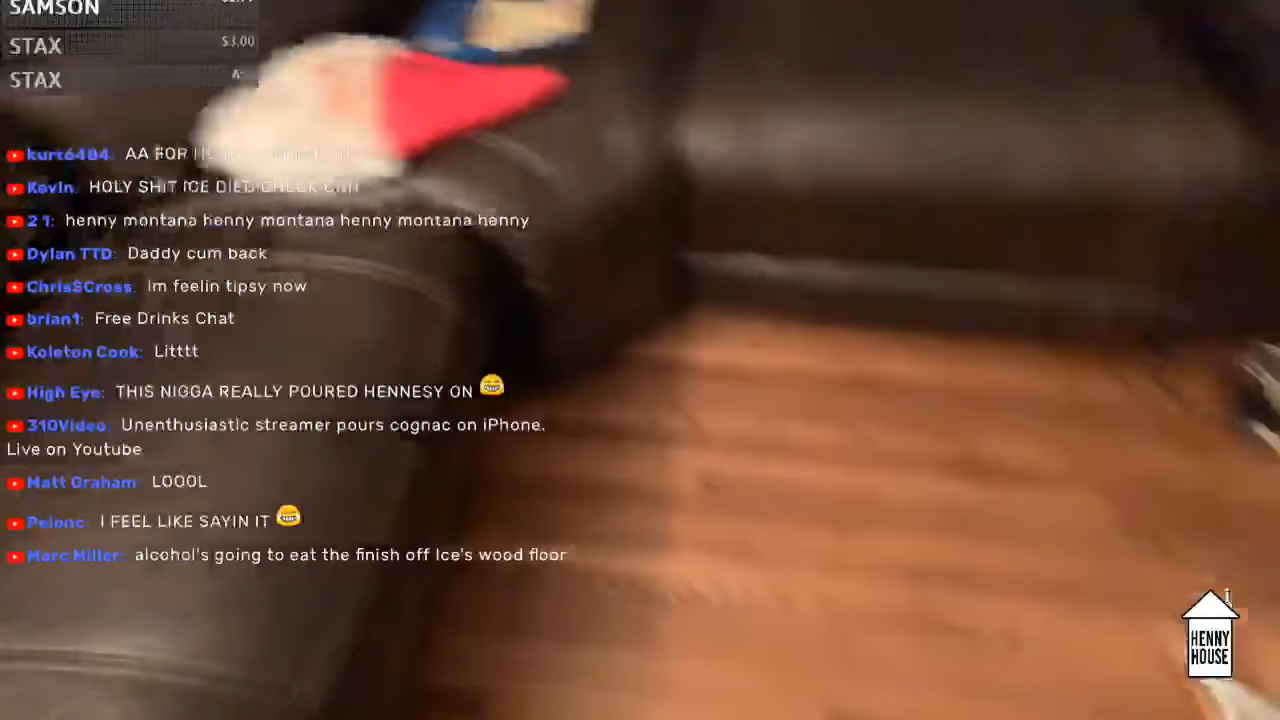 SAMSON
STAX $3.00
STAX
kurt6484: AA FOR
Kevin: HOLY SHIT ICE DIED CHECK
2 1: henny montana henny montana henny montana henny
Dylan TTD: Daddy cum back
ChrisSCross: Im feelin tipsy now
brian1: Free Drinks Chat
Koleton Cook: Litttt
High Eye: THIS NIGGA REALLY POURED HENNESY ON 😂
310Video: Unenthusiastic streamer pours cognac on iPhone.
Live on Youtube
Matt Graham: LOOOL
Pelonc: I FEEL LIKE SAYIN IT 😂
Marc Miller: alcohol's going to eat the finish off Ice's wood floor
HENNY
HOUSE